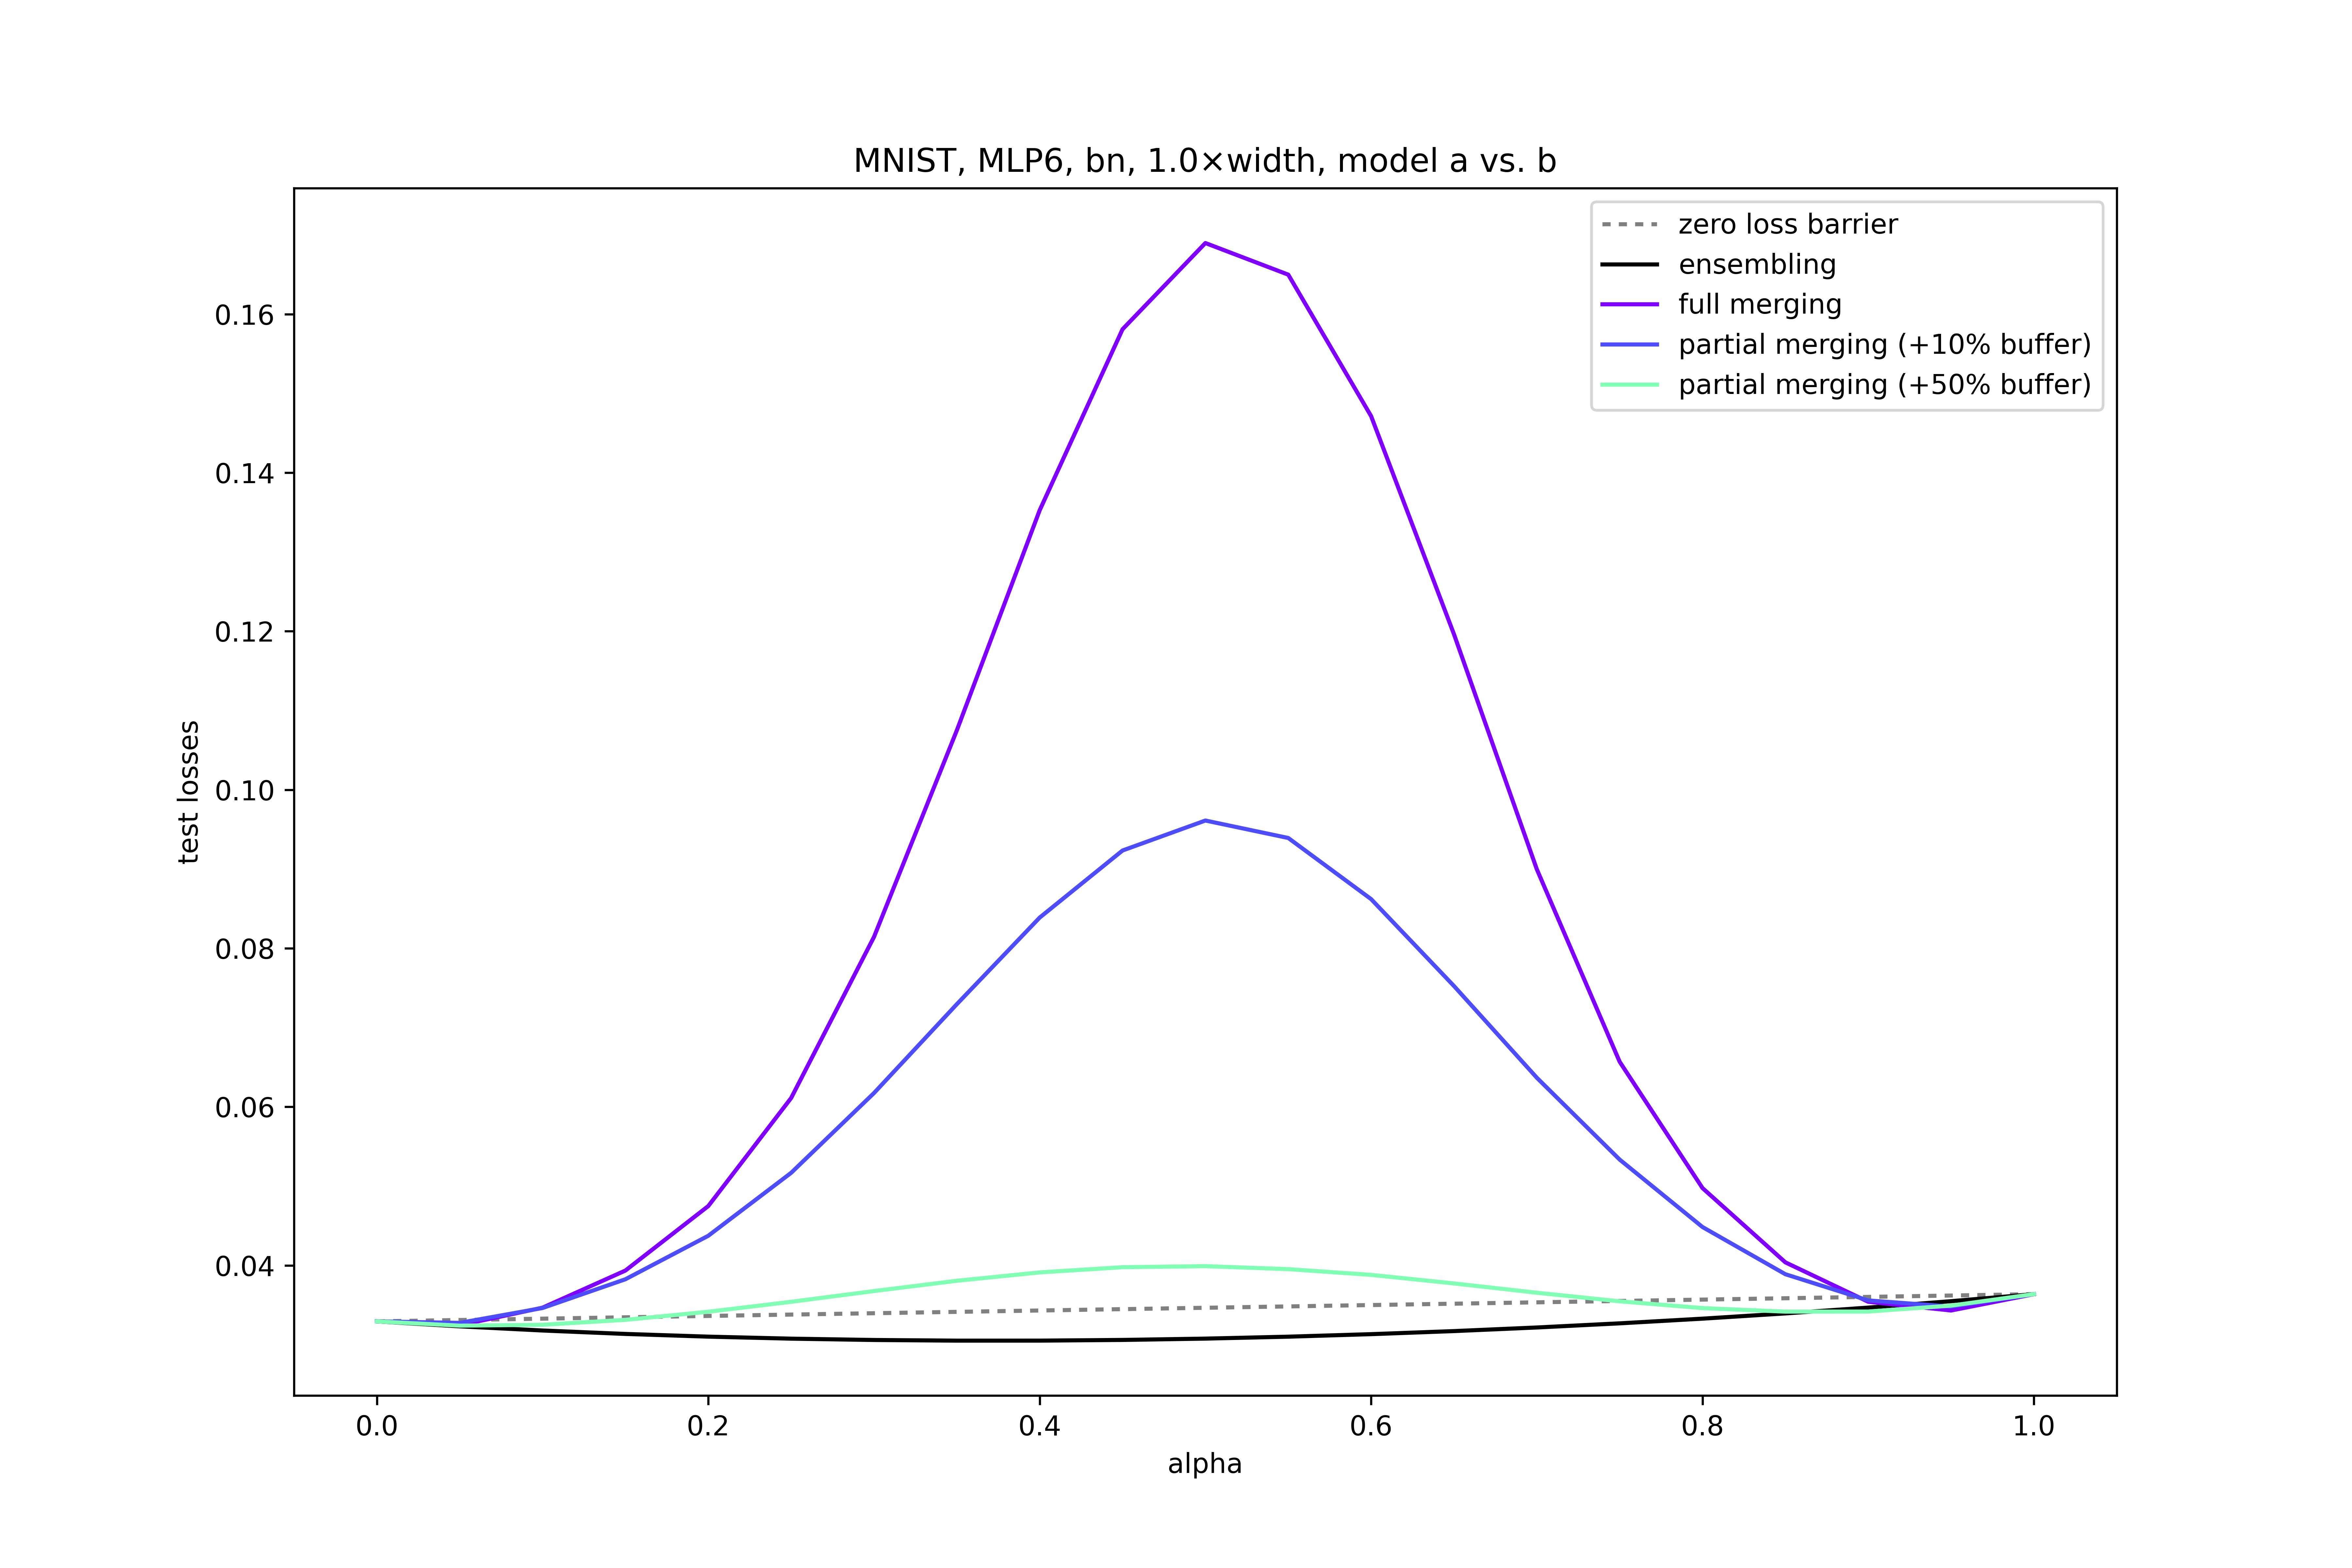 MNIST, MLP6, bn, 1.0×width, model a vs. b
zero loss barrier
ensembling
full merging
partial merging (+10% buffer)
partial merging (+50% buffer)
test losses
0.16
0.14
0.12
0.10
0.08
0.06
0.04
0.0 0.2 0.4 0.6 0.8 1.0
alpha